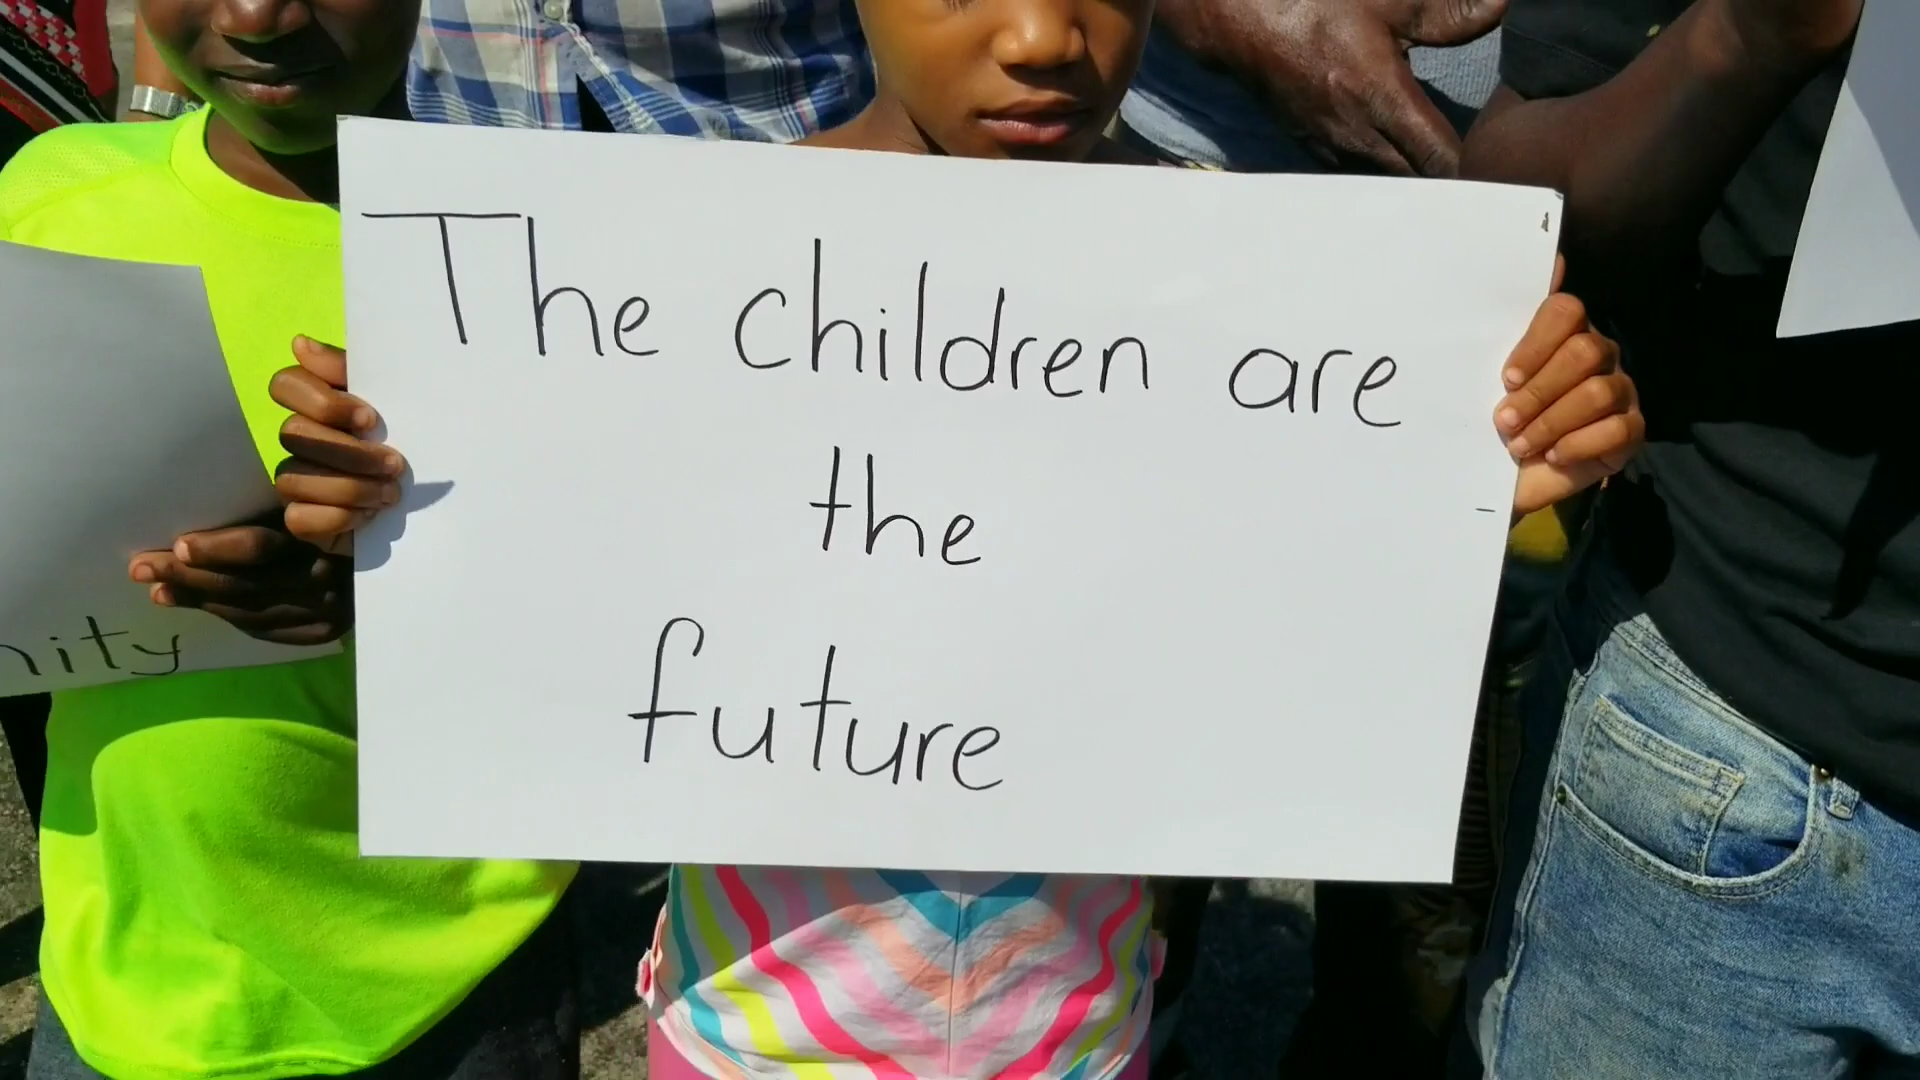 The children are
the
future
nity